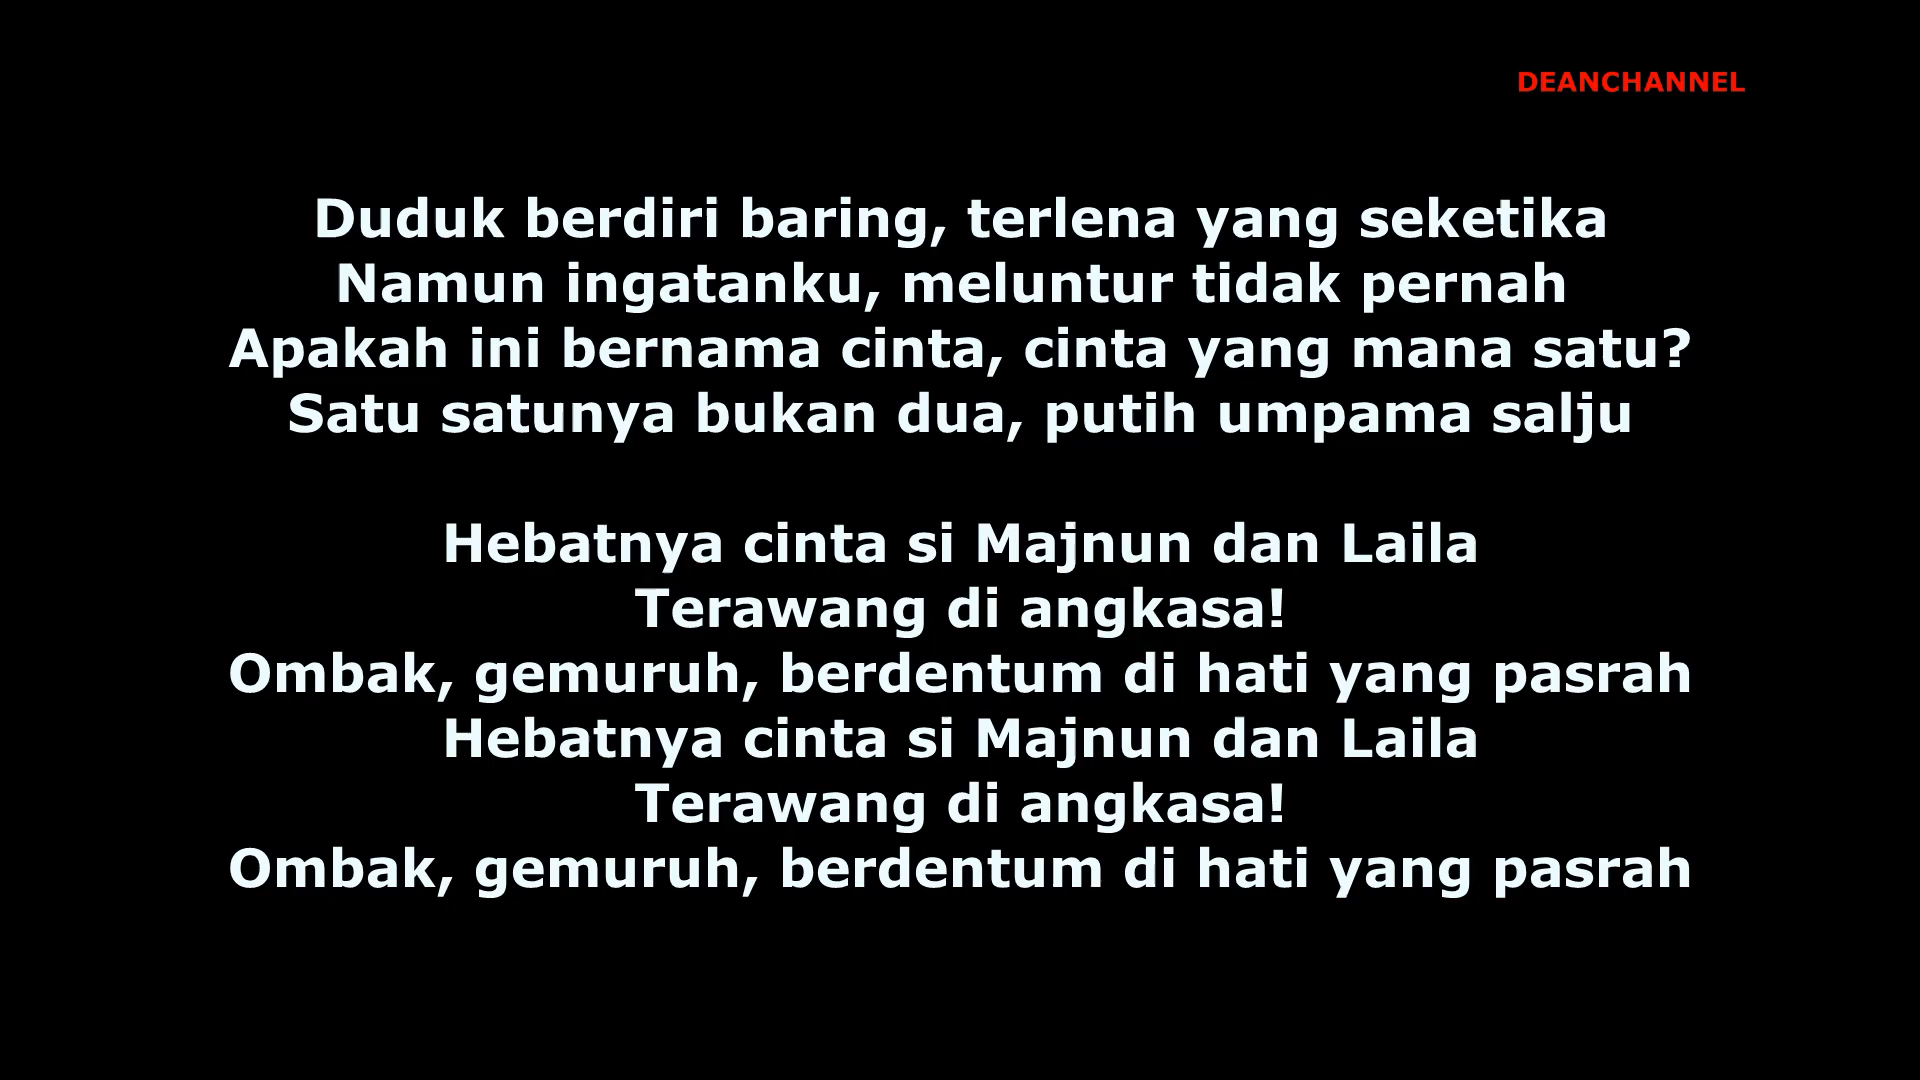 DEANCHANNEL
Duduk berdiri baring, terlena yang seketika
Namun ingatanku, meluntur tidak pernah
Apakah ini bernama cinta, cinta yang mana satu?
Satu satunya bukan dua, putih umpama salju
Hebatnya cinta si Majnun dan Laila
Terawang di angkasa!
Ombak, gemuruh, berdentum di hati yang pasrah
Hebatnya cinta si Majnun dan Laila
Terawang di angkasa!
Ombak, gemuruh, berdentum di hati yang pasrah